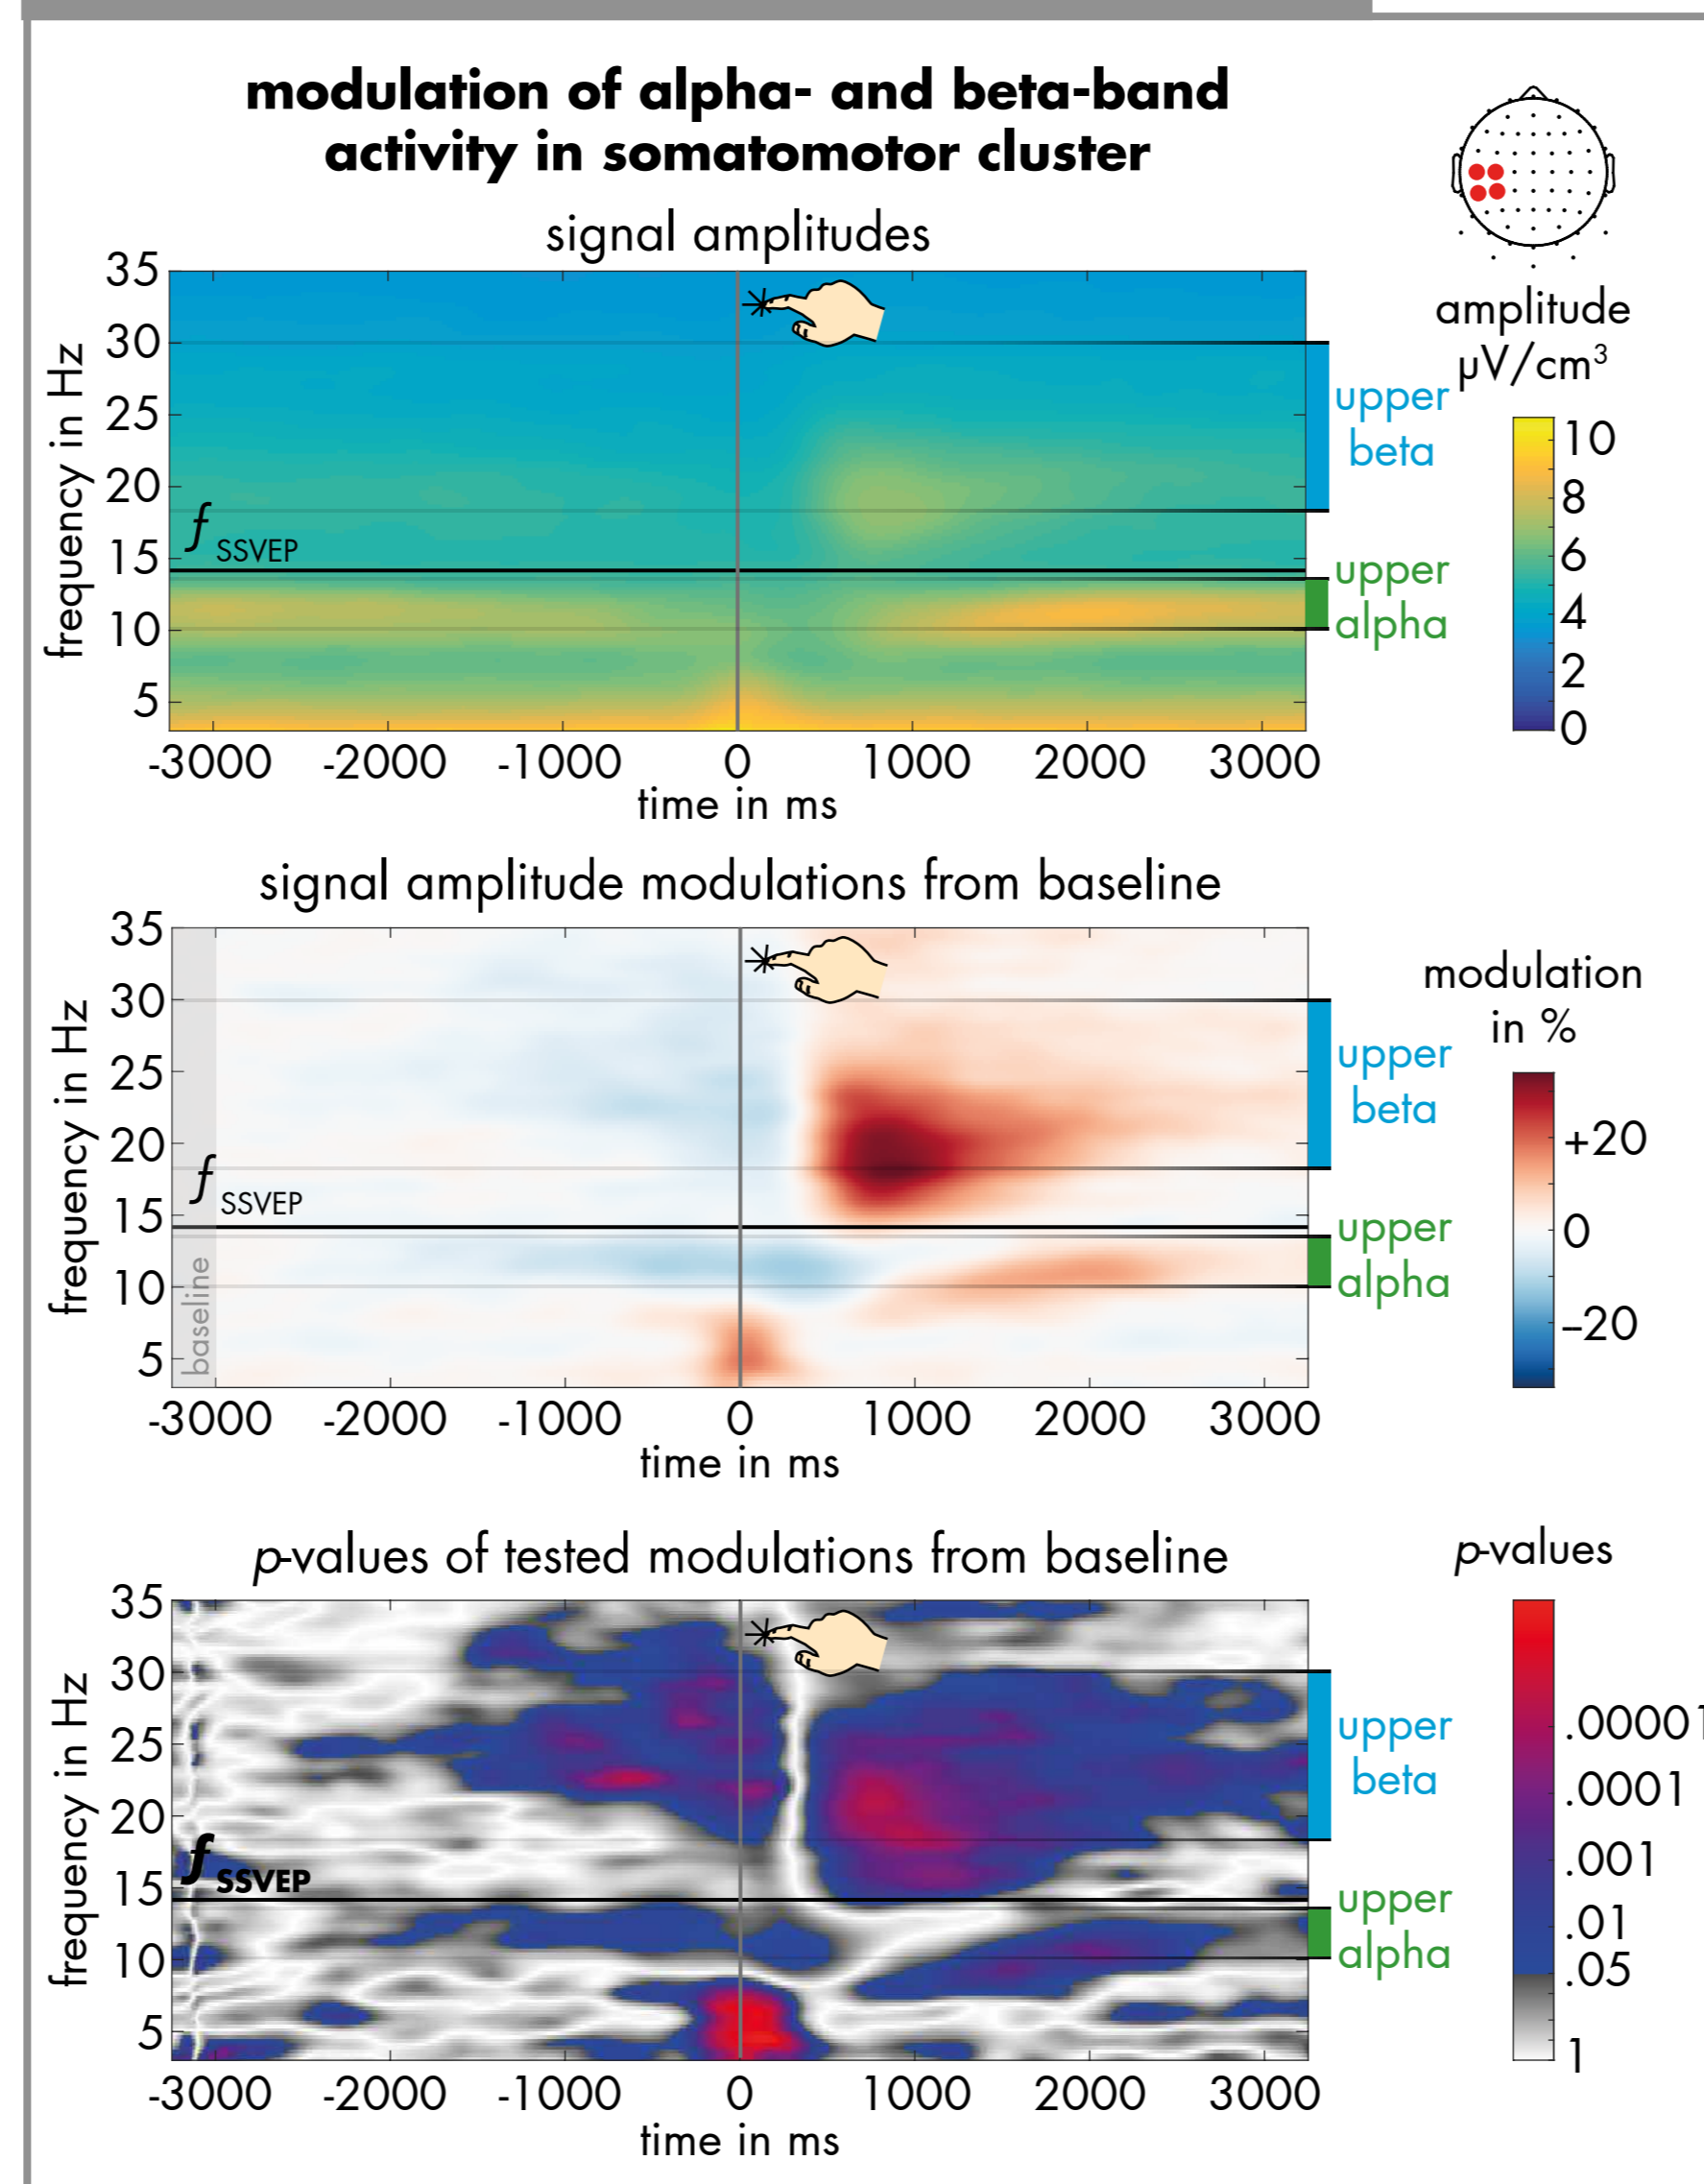 modulation of alpha- and beta-band
activity in somatomotor cluster
signal amplitudes
frequency in Hz
35
30
25
20
15
10
5
f SSVEP
-3000 -2000 -1000 0 1000 2000 3000
time in ms
upper
beta
upper
alpha
amplitude
µV/cm³
10
8
6
4
2
0
signal amplitude modulations from baseline
frequency in Hz
35
30
25
20
15
10
5
f SSVEP
baseline
-3000 -2000 -1000 0 1000 2000 3000
time in ms
upper
beta
upper
alpha
modulation
in %
+20
0
–20
p-values of tested modulations from baseline
frequency in Hz
35
30
25
20
15
10
5
f SSVEP
-3000 -2000 -1000 0 1000 2000 3000
time in ms
upper
beta
upper
alpha
p-values
.00001
.0001
.001
.01
.05
1